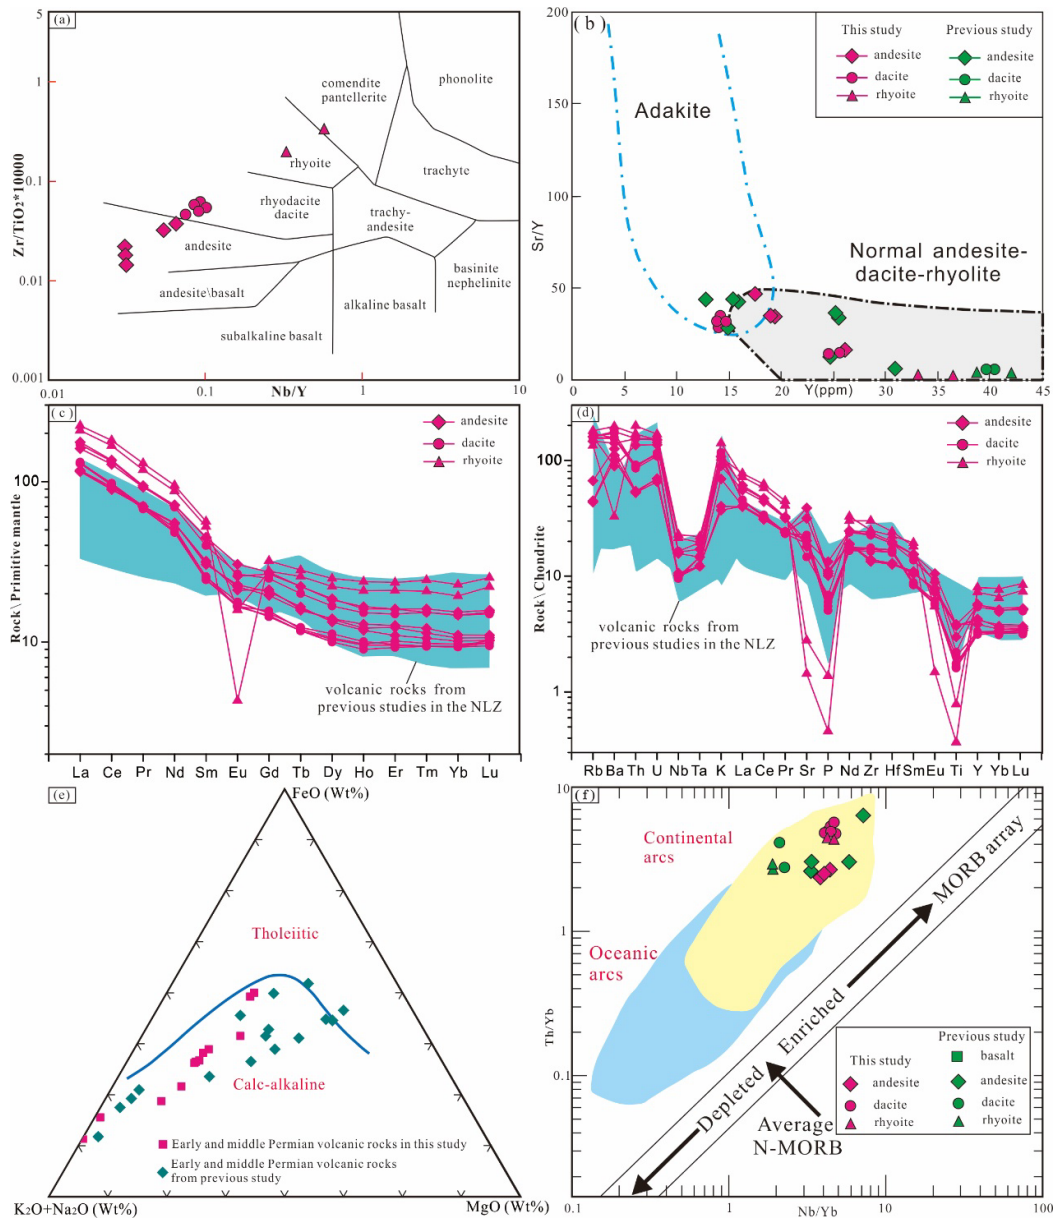 (a)
5
1
0.1
0.01
0.001
Zr/TiO2*10000
0.01
0.1
1
10
Nb/Y
comendite
pantellerite
phonolite
rhyoite
trachyte
rhyodacite
dacite
trachy-
andesite
andesite
andesite\basalt
basinite
nephelinite
alkaline basalt
subalkaline basalt
(b)
200
150
100
50
0
Sr/Y
0
5
10
15
20
25
30
35
40
45
Y(ppm)
Adakite
This study
Previous study
andesite
andesite
dacite
dacite
rhyoite
rhyoite
Normal andesite-
dacite-rhyolite
(c)
100
10
Rock\Primitive mantle
andesite
dacite
rhyoite
volcanic rocks from
previous studies in the NLZ
La Ce Pr Nd Sm Eu Gd Tb Dy Ho Er Tm Yb Lu
(d)
100
10
1
Rock\Chondrite
andesite
dacite
rhyoite
volcanic rocks from
previous studies in the NLZ
Rb Ba Th U Nb Ta K La Ce Pr Sr P Nd Zr Hf Sm Eu Ti Y Yb Lu
(e)
FeO (Wt%)
Tholeiitic
Calc-alkaline
Early and middle Permian volcanic rocks in this study
Early and middle Permian volcanic rocks
from previous study
K2O+Na2O (Wt%)
MgO (Wt%)
(f)
10
1
0.1
Th/Yb
Continental
arcs
Oceanic
arcs
MORB array
Enriched
Depleted
Average
N-MORB
This study
Previous study
basalt
andesite
andesite
dacite
dacite
rhyoite
rhyoite
0.1
1
10
100
Nb/Yb